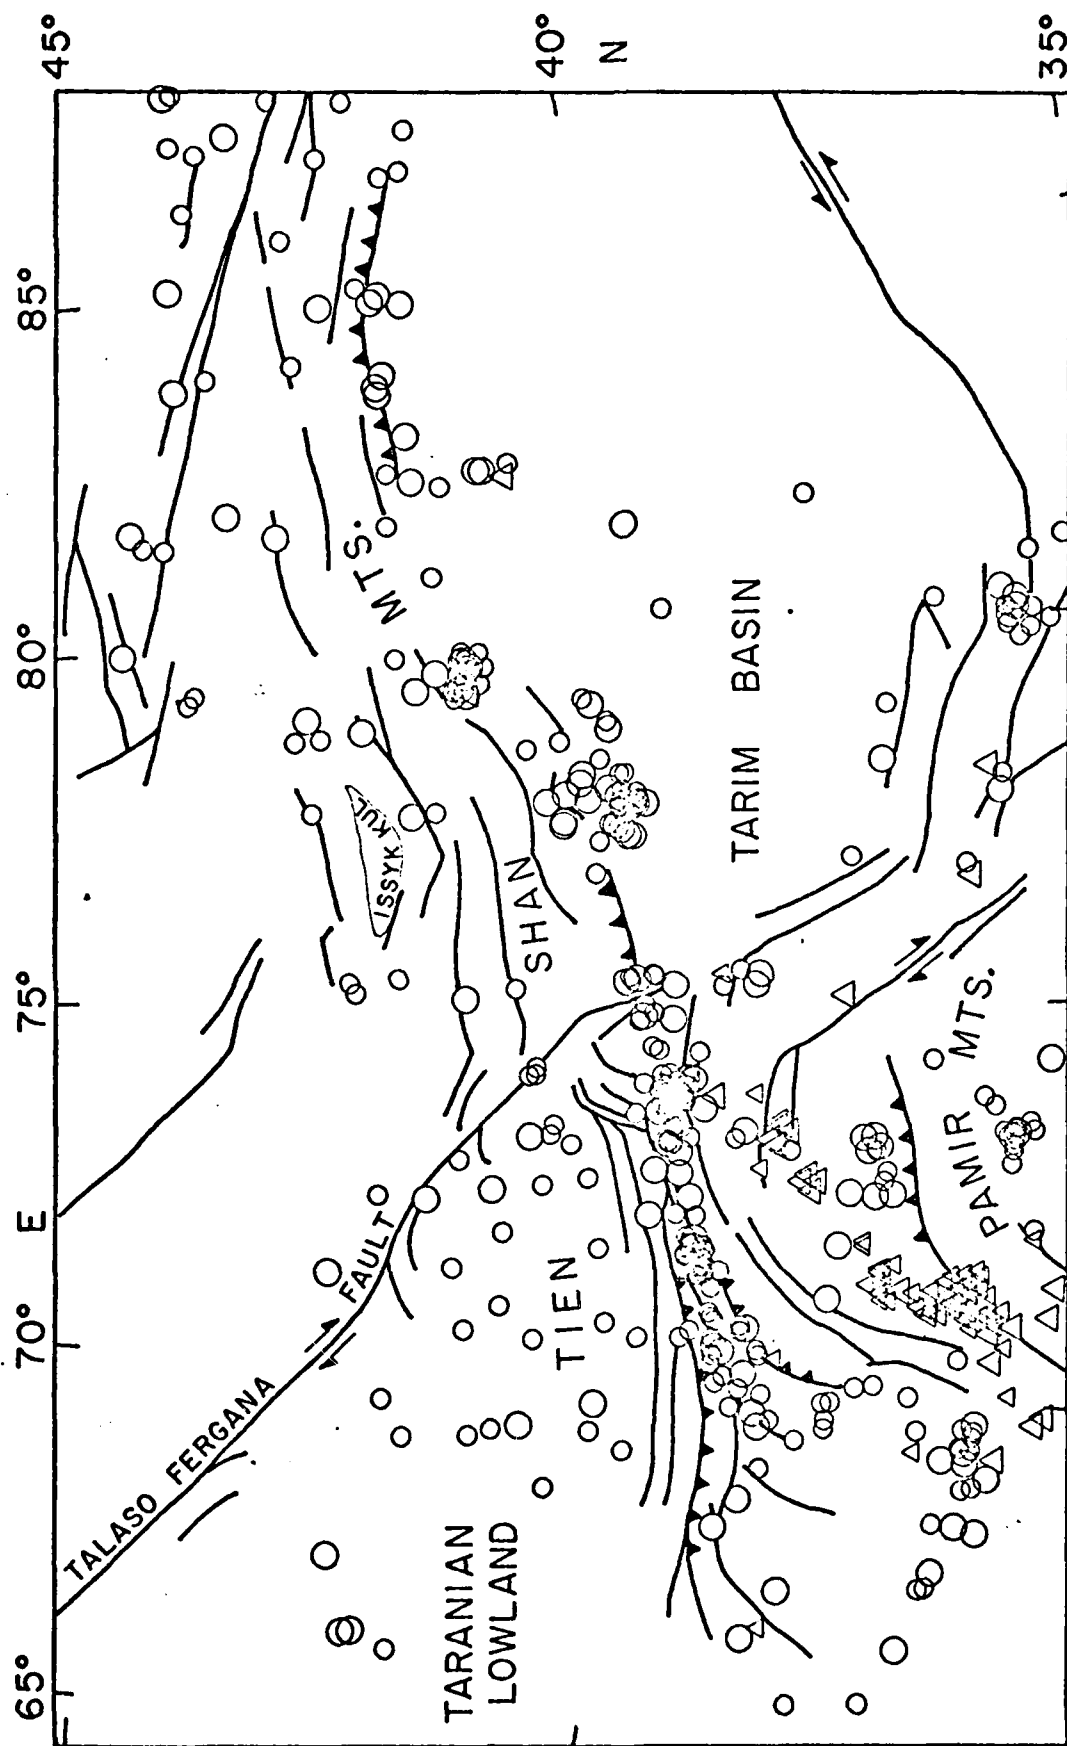 45°
40°
N
35°
85°
80°
75°
E
70°
65°
MTS.
ISSYK KUL
SHAN
TIEN
TARIM BASIN
PAMIR MTS.
TALASO FERGANA FAULT
TARANIAN
LOWLAND